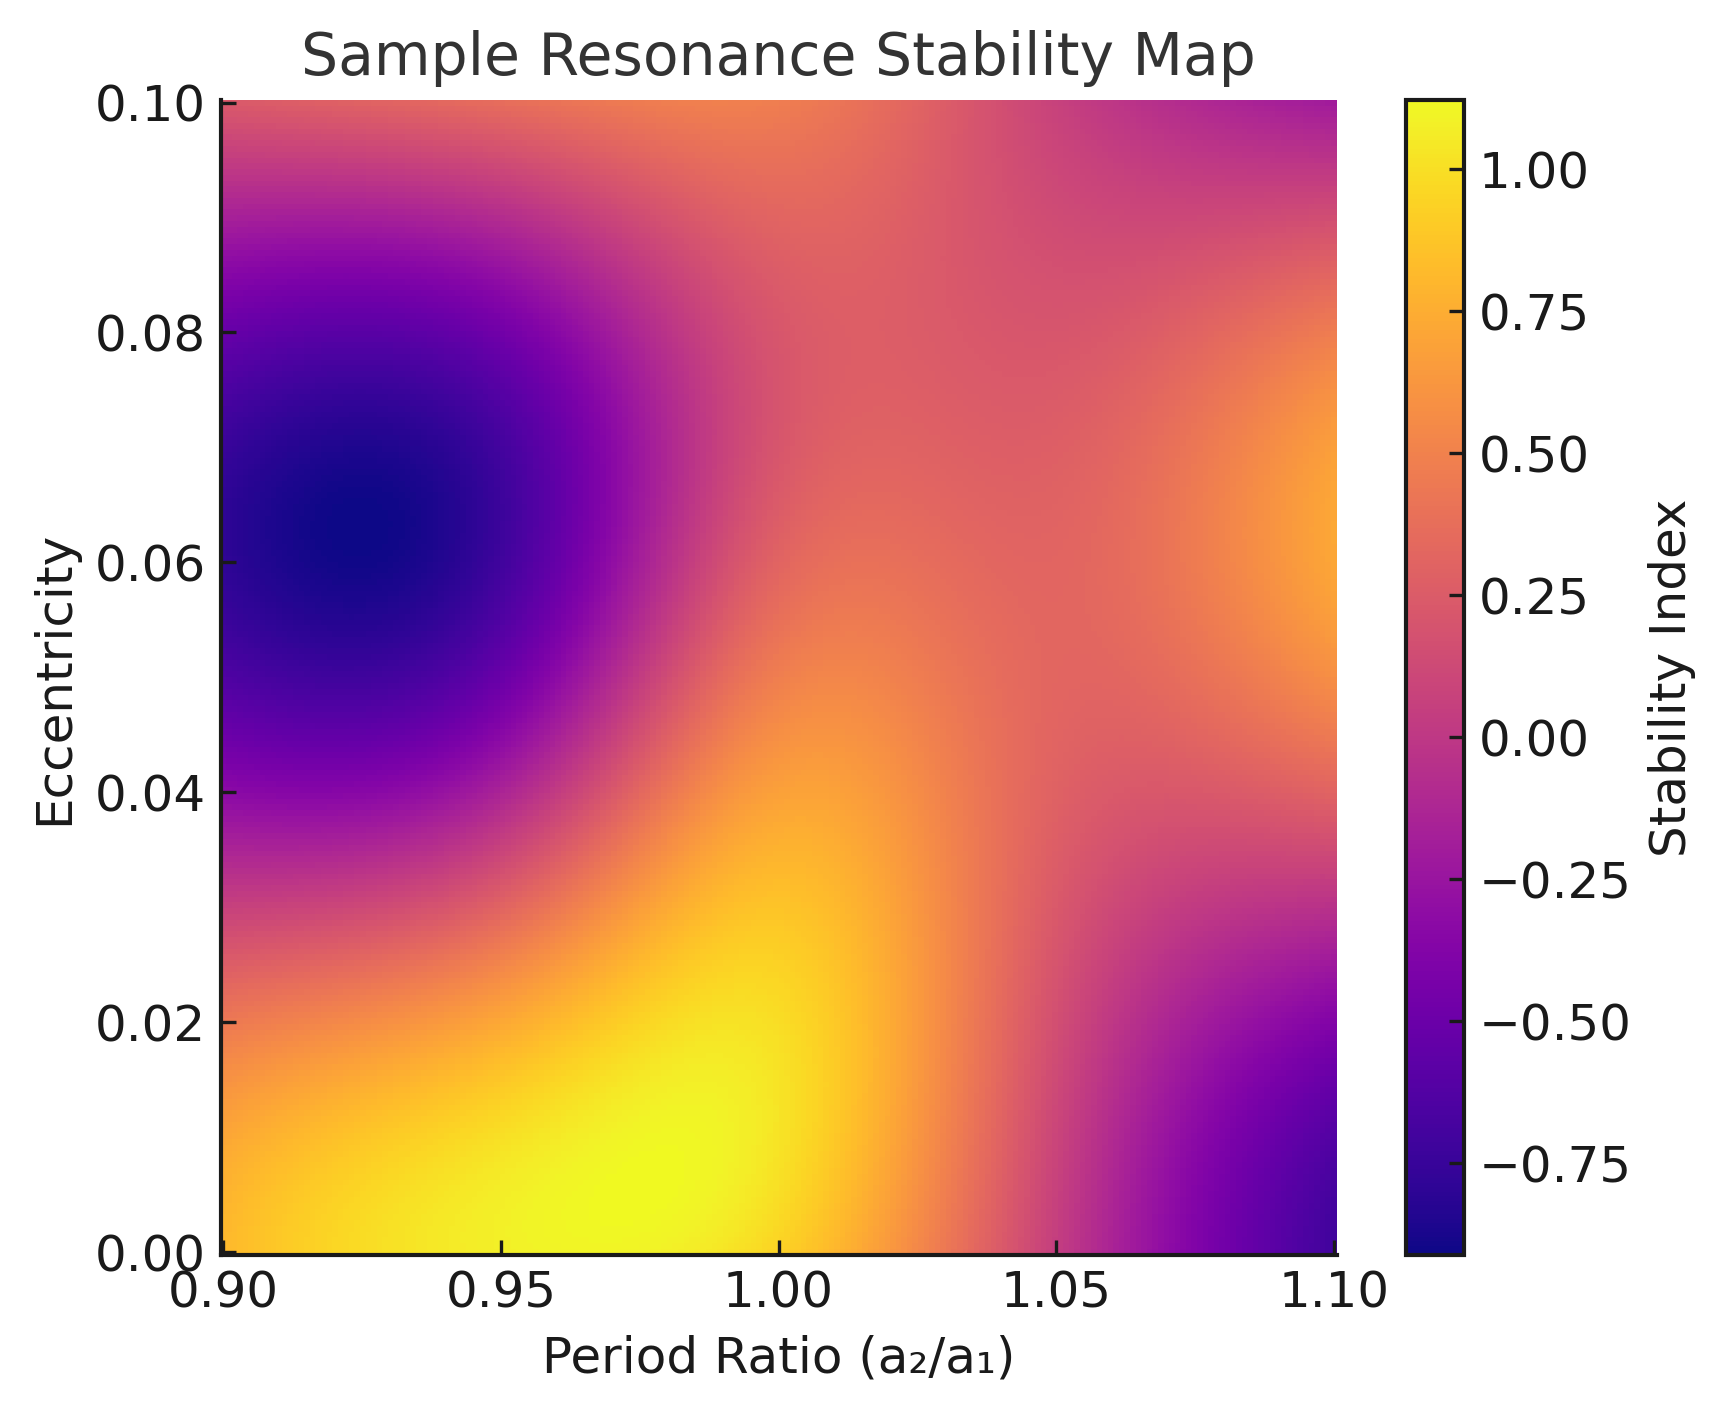 Sample Resonance Stability Map
0.10
0.08
0.06
0.04
0.02
0.00
Eccentricity
0.90 0.95 1.00 1.05 1.10
Period Ratio (a₂/a₁)
1.00
0.75
0.50
0.25
0.00
−0.25
−0.50
−0.75
Stability Index